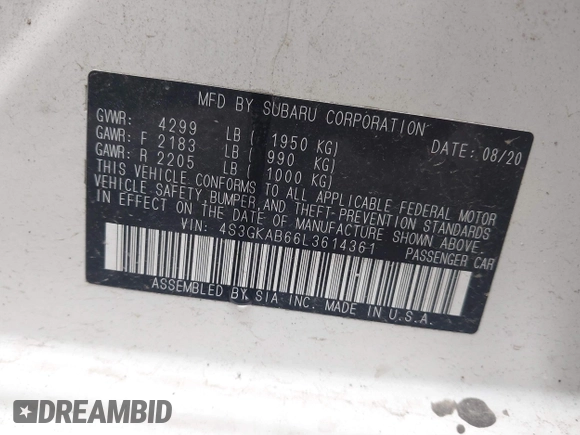 MFD BY SUBARU CORPORATION
GVWR: 4299 LB ( 1950 KG) DATE: 08/20
GAWR: F 2183 LB ( 990 KG)
GAWR: R 2205 LB ( 1000 KG)
THIS VEHICLE CONFORMS TO ALL APPLICABLE FEDERAL MOTOR
VEHICLE SAFETY, BUMPER, AND THEFT-PREVENTION STANDARDS
IN EFFECT ON THE DATE OF MANUFACTURE SHOWN ABOVE.
VIN: 4S3GKAB66L3614361 PASSENGER CAR
ASSEMBLED BY SIA INC. MADE IN U.S.A.
DREAMBID